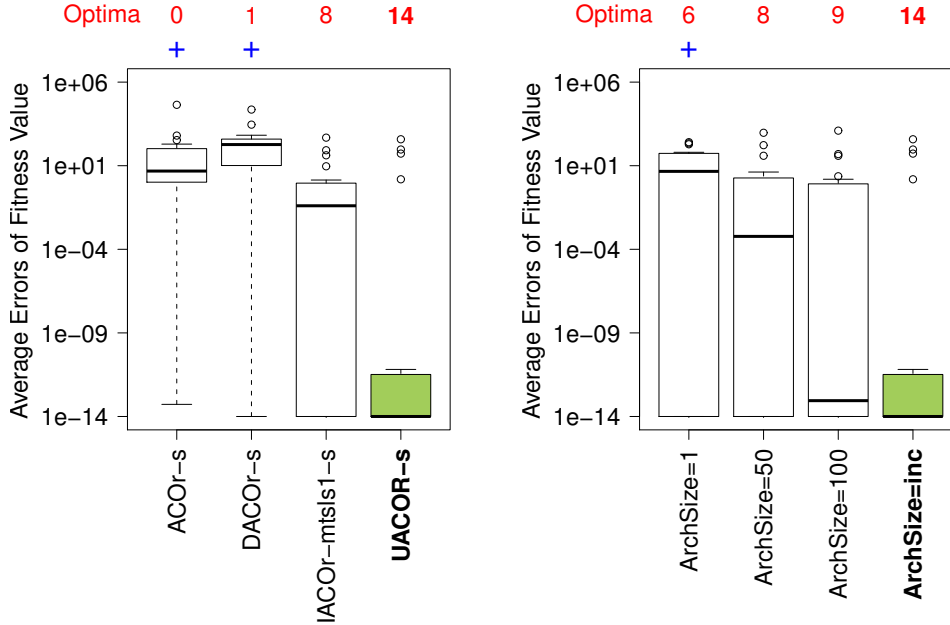 Optima 0 1 8 14
+ +
Average Errors of Fitness Value
1e+06
1e+01
1e−04
1e−09
1e−14
ACOr−s
DACOr−s
IACOr−mtsls1−s
UACOR−s
Optima 6 8 9 14
+
Average Errors of Fitness Value
1e+06
1e+01
1e−04
1e−09
1e−14
ArchSize=1
ArchSize=50
ArchSize=100
ArchSize=inc